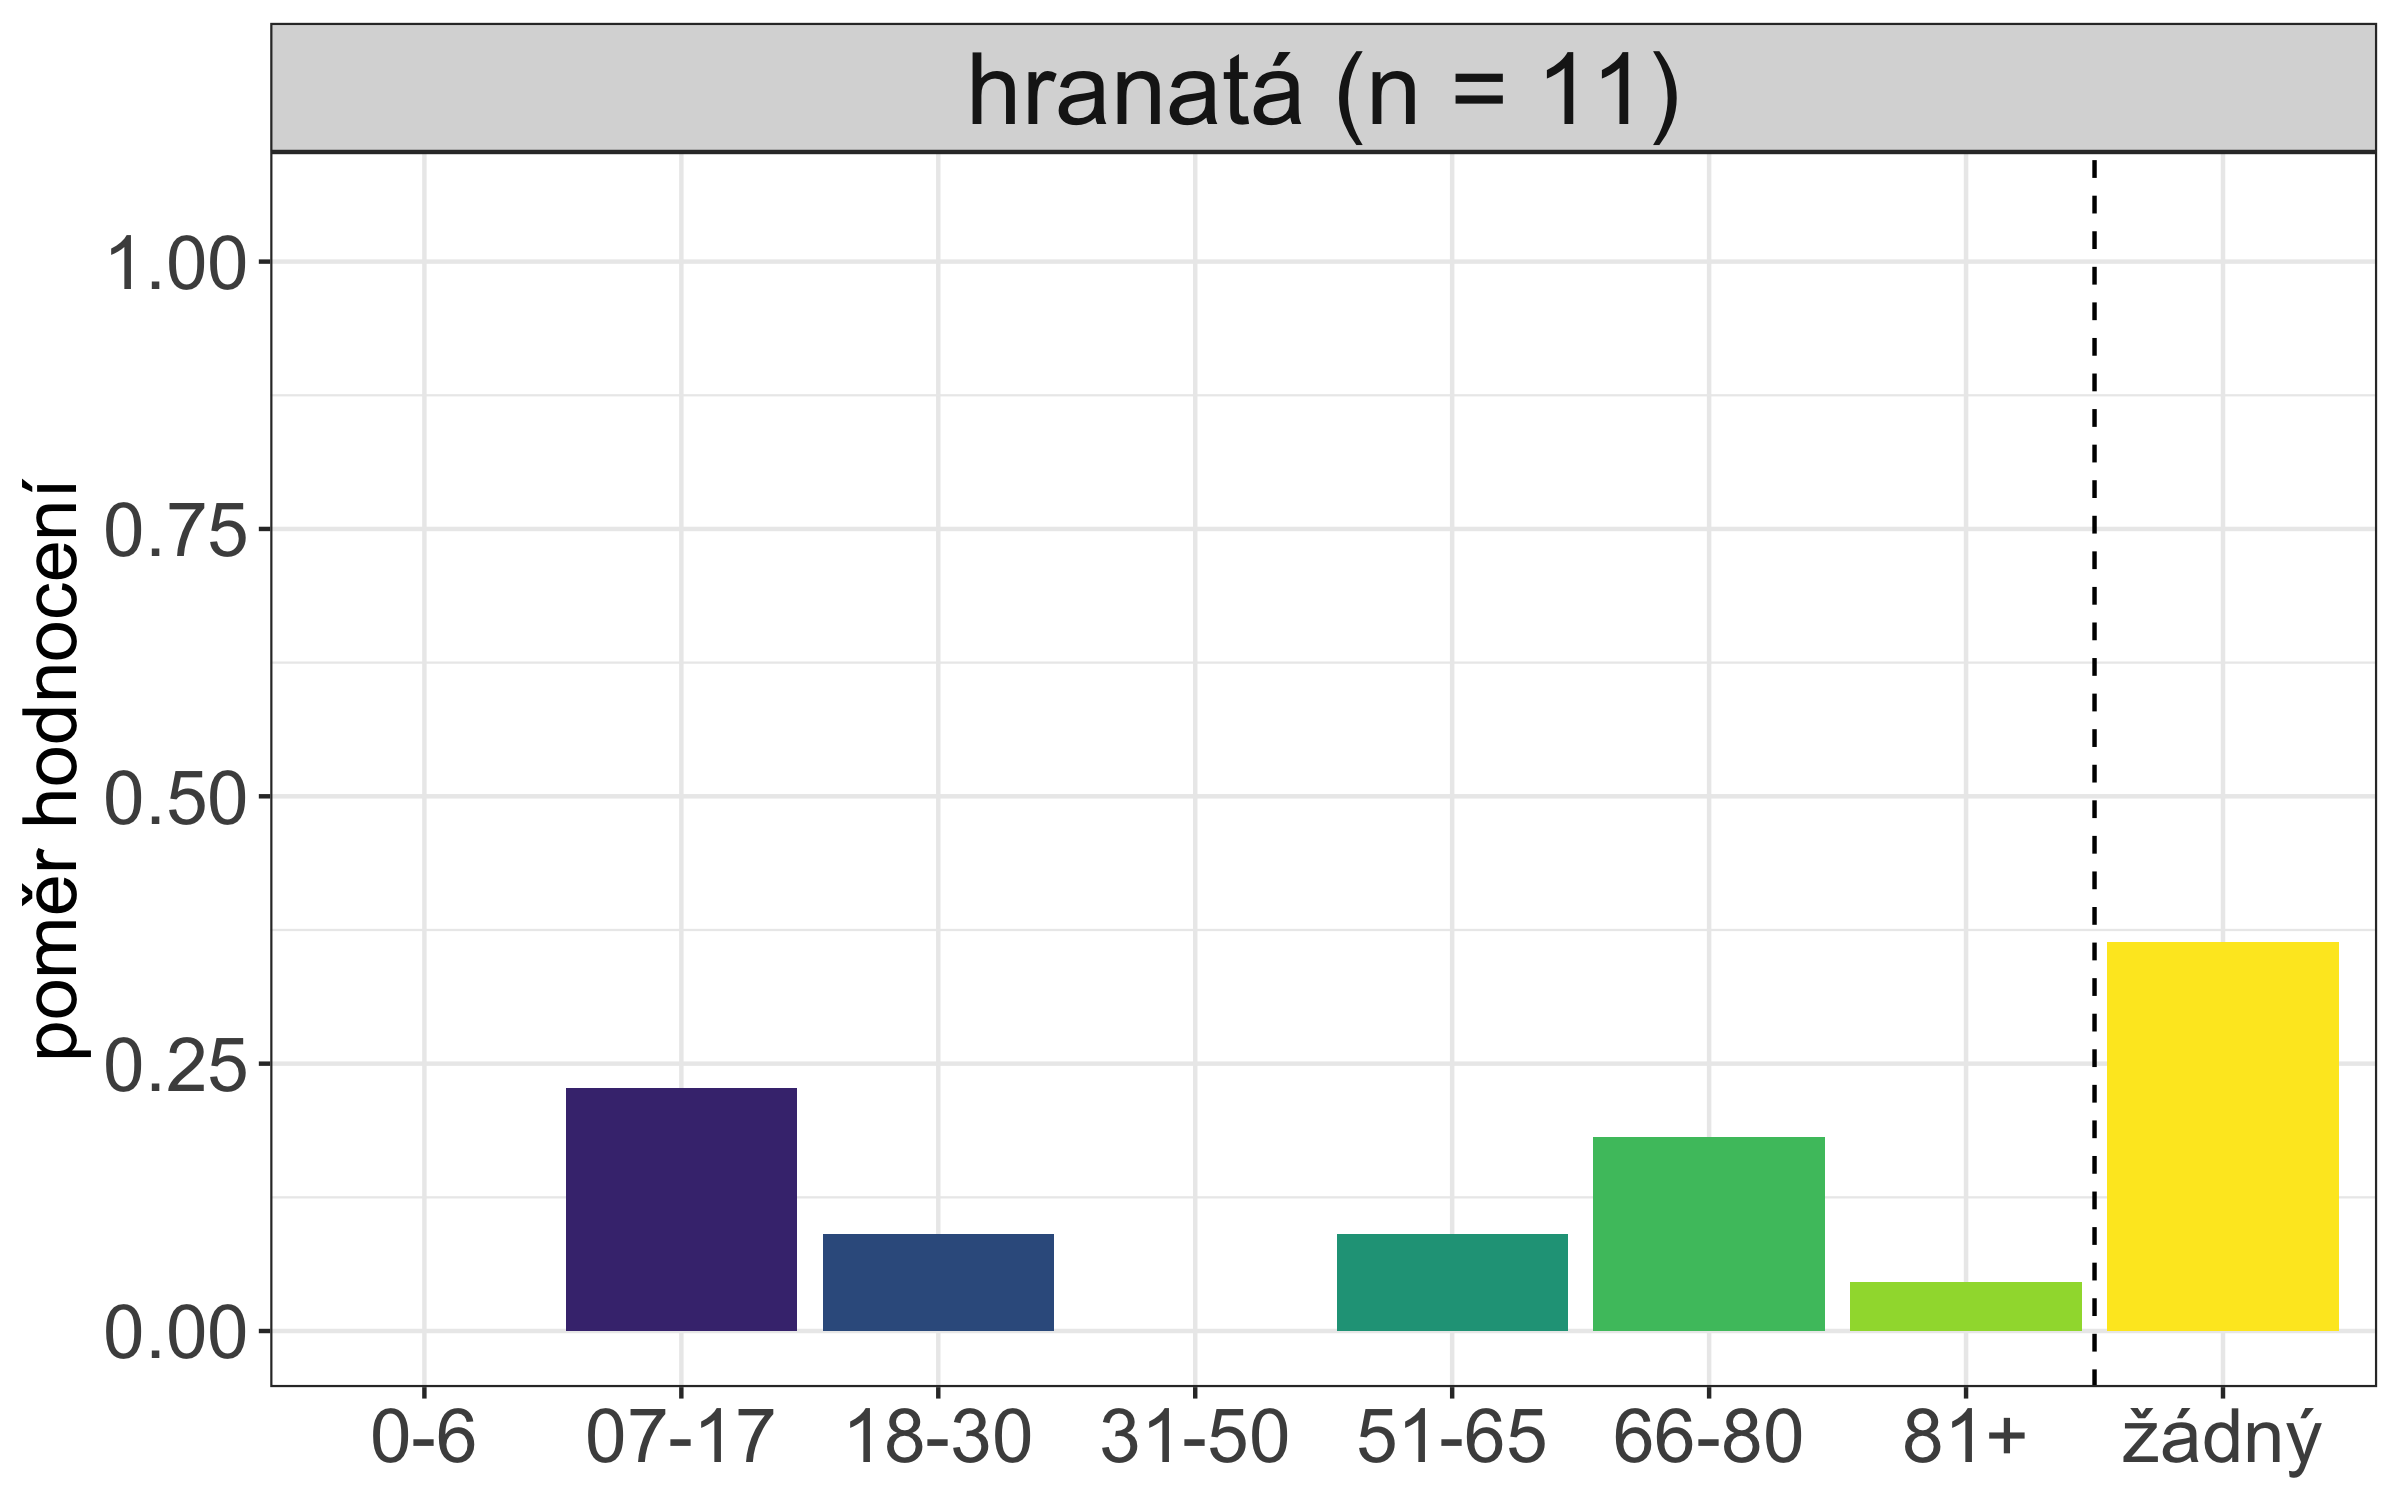 hranatá (n = 11)
poměr hodnocení
1.00
0.75
0.50
0.25
0.00
0-6 07-17 18-30 31-50 51-65 66-80 81+ žádný